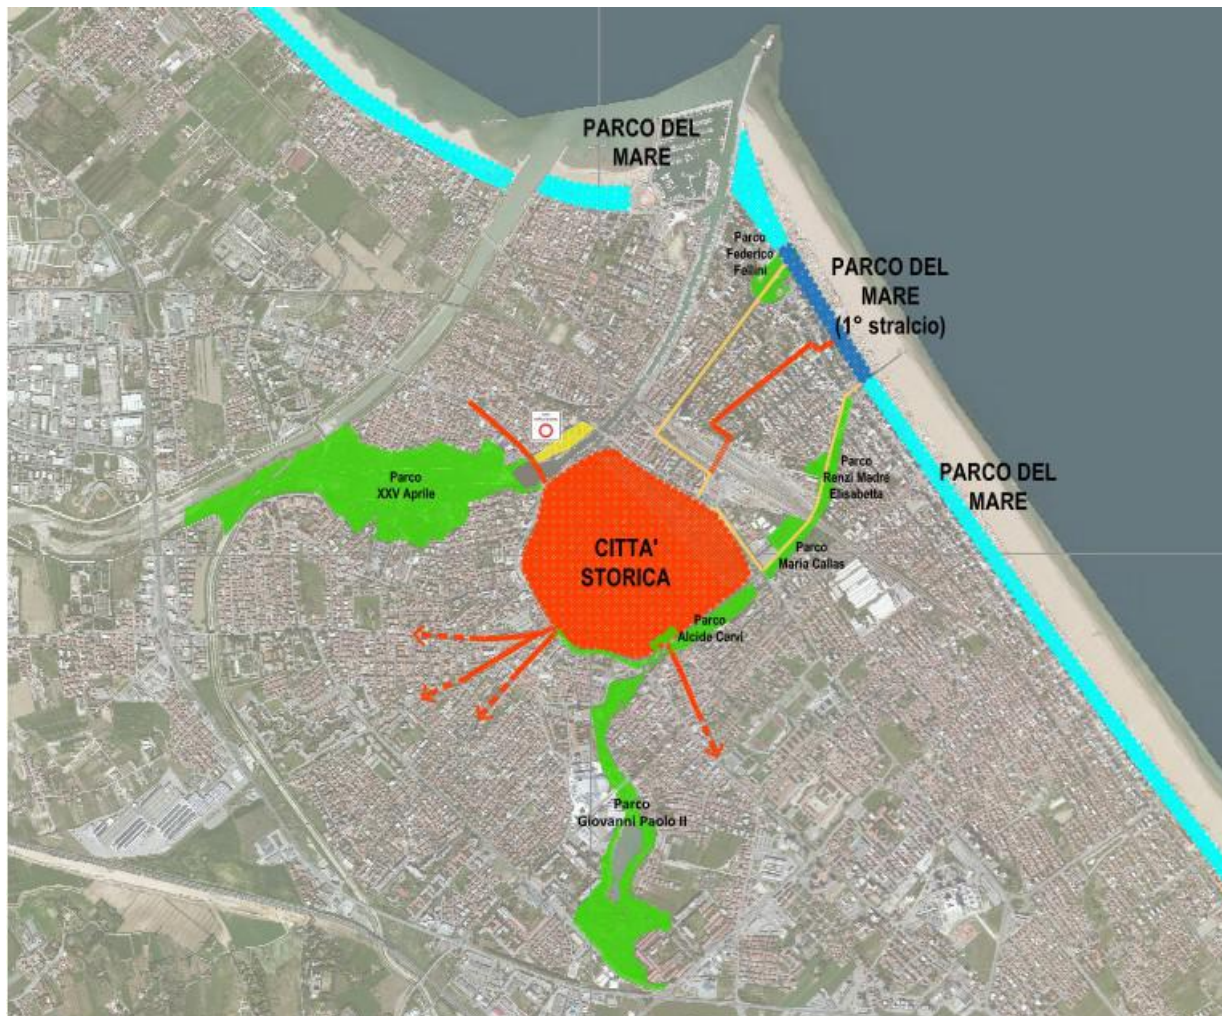 PARCO DEL
MARE
Parco
Federico
Fellini
PARCO DEL
MARE
(1° stralcio)
Parco
XXV Aprile
Parco
Renzi Madre
Elisabetta
PARCO DEL
MARE
CITTA'
STORICA
Parco
Maria Callas
Parco
Alcide Cervi
Parco
Giovanni Paolo II